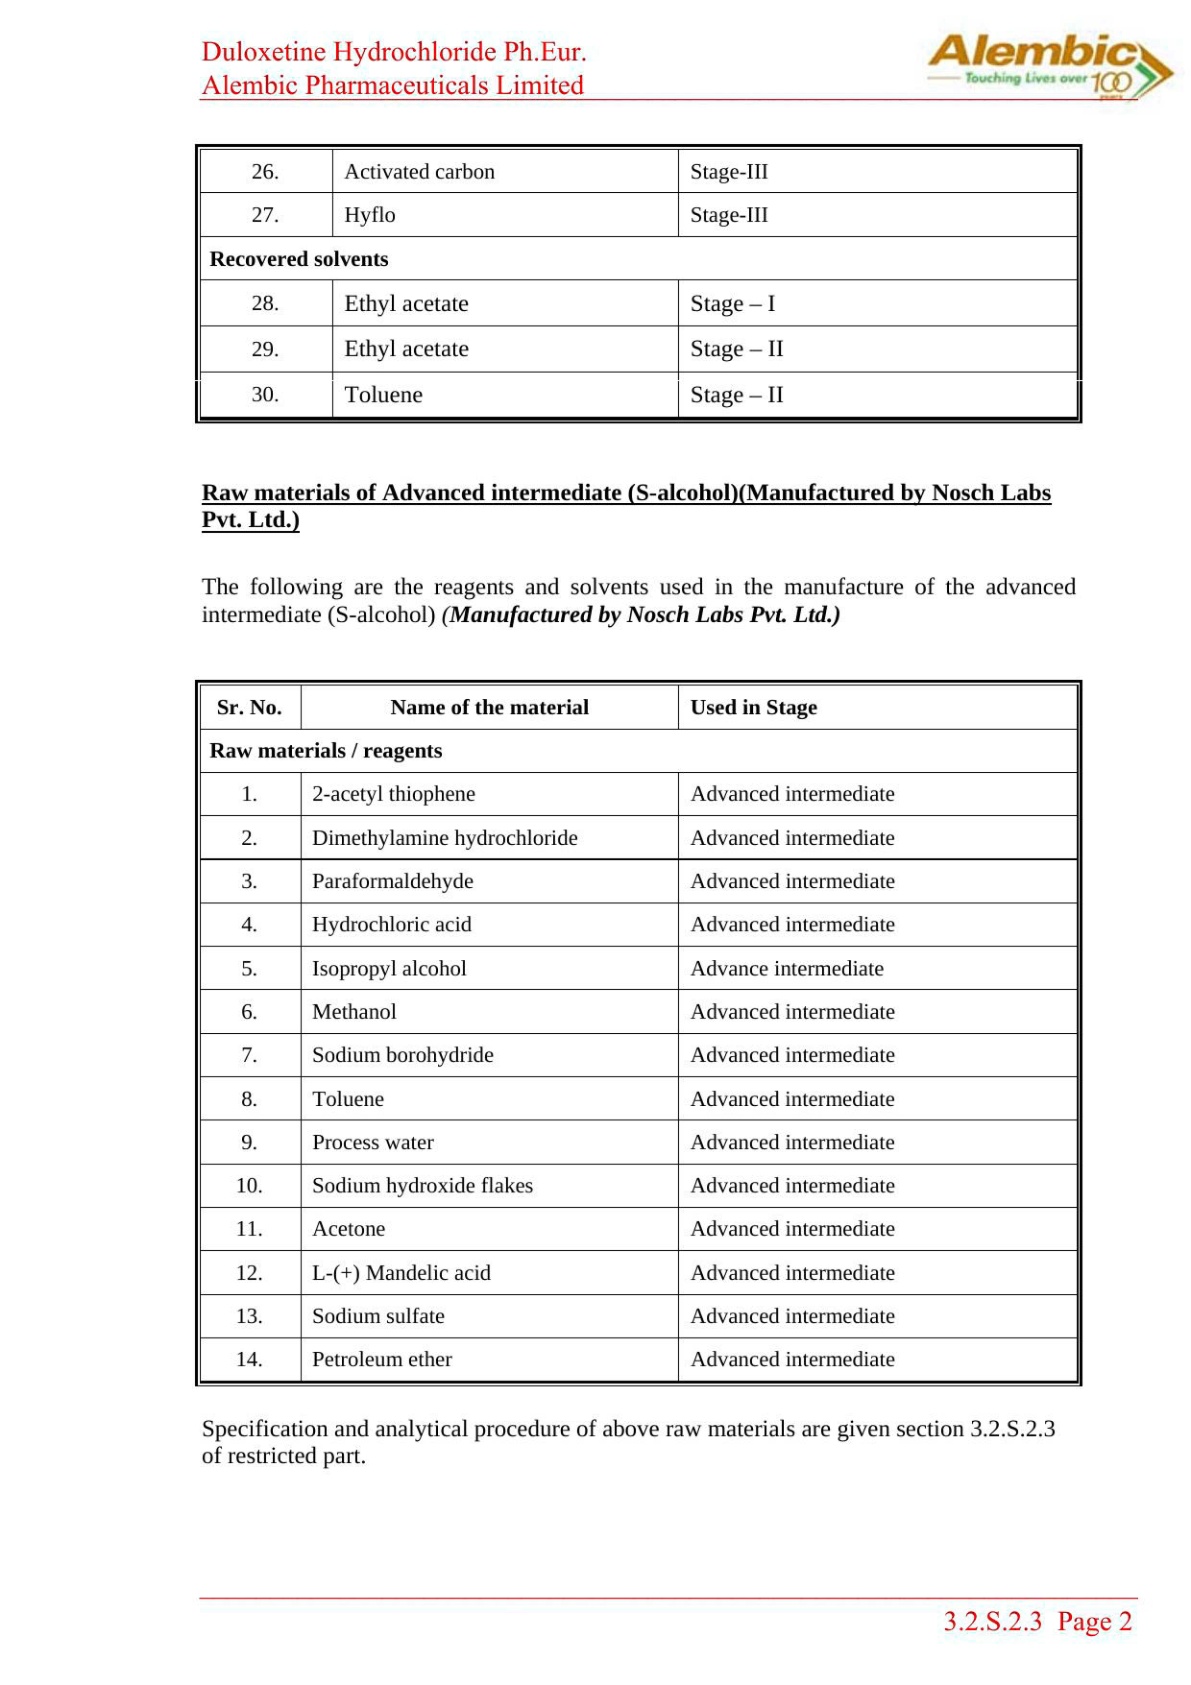 Duloxetine Hydrochloride Ph.Eur.
Alembic Pharmaceuticals Limited
Alembic
Touching Lives over 100 years
26. Activated carbon Stage-III
27. Hyflo Stage-III
Recovered solvents
28. Ethyl acetate Stage – I
29. Ethyl acetate Stage – II
30. Toluene Stage – II
Raw materials of Advanced intermediate (S-alcohol)(Manufactured by Nosch Labs
Pvt. Ltd.)
The following are the reagents and solvents used in the manufacture of the advanced
intermediate (S-alcohol) (Manufactured by Nosch Labs Pvt. Ltd.)
Sr. No. Name of the material Used in Stage
Raw materials / reagents
1. 2-acetyl thiophene Advanced intermediate
2. Dimethylamine hydrochloride Advanced intermediate
3. Paraformaldehyde Advanced intermediate
4. Hydrochloric acid Advanced intermediate
5. Isopropyl alcohol Advance intermediate
6. Methanol Advanced intermediate
7. Sodium borohydride Advanced intermediate
8. Toluene Advanced intermediate
9. Process water Advanced intermediate
10. Sodium hydroxide flakes Advanced intermediate
11. Acetone Advanced intermediate
12. L-(+) Mandelic acid Advanced intermediate
13. Sodium sulfate Advanced intermediate
14. Petroleum ether Advanced intermediate
Specification and analytical procedure of above raw materials are given section 3.2.S.2.3
of restricted part.
3.2.S.2.3 Page 2